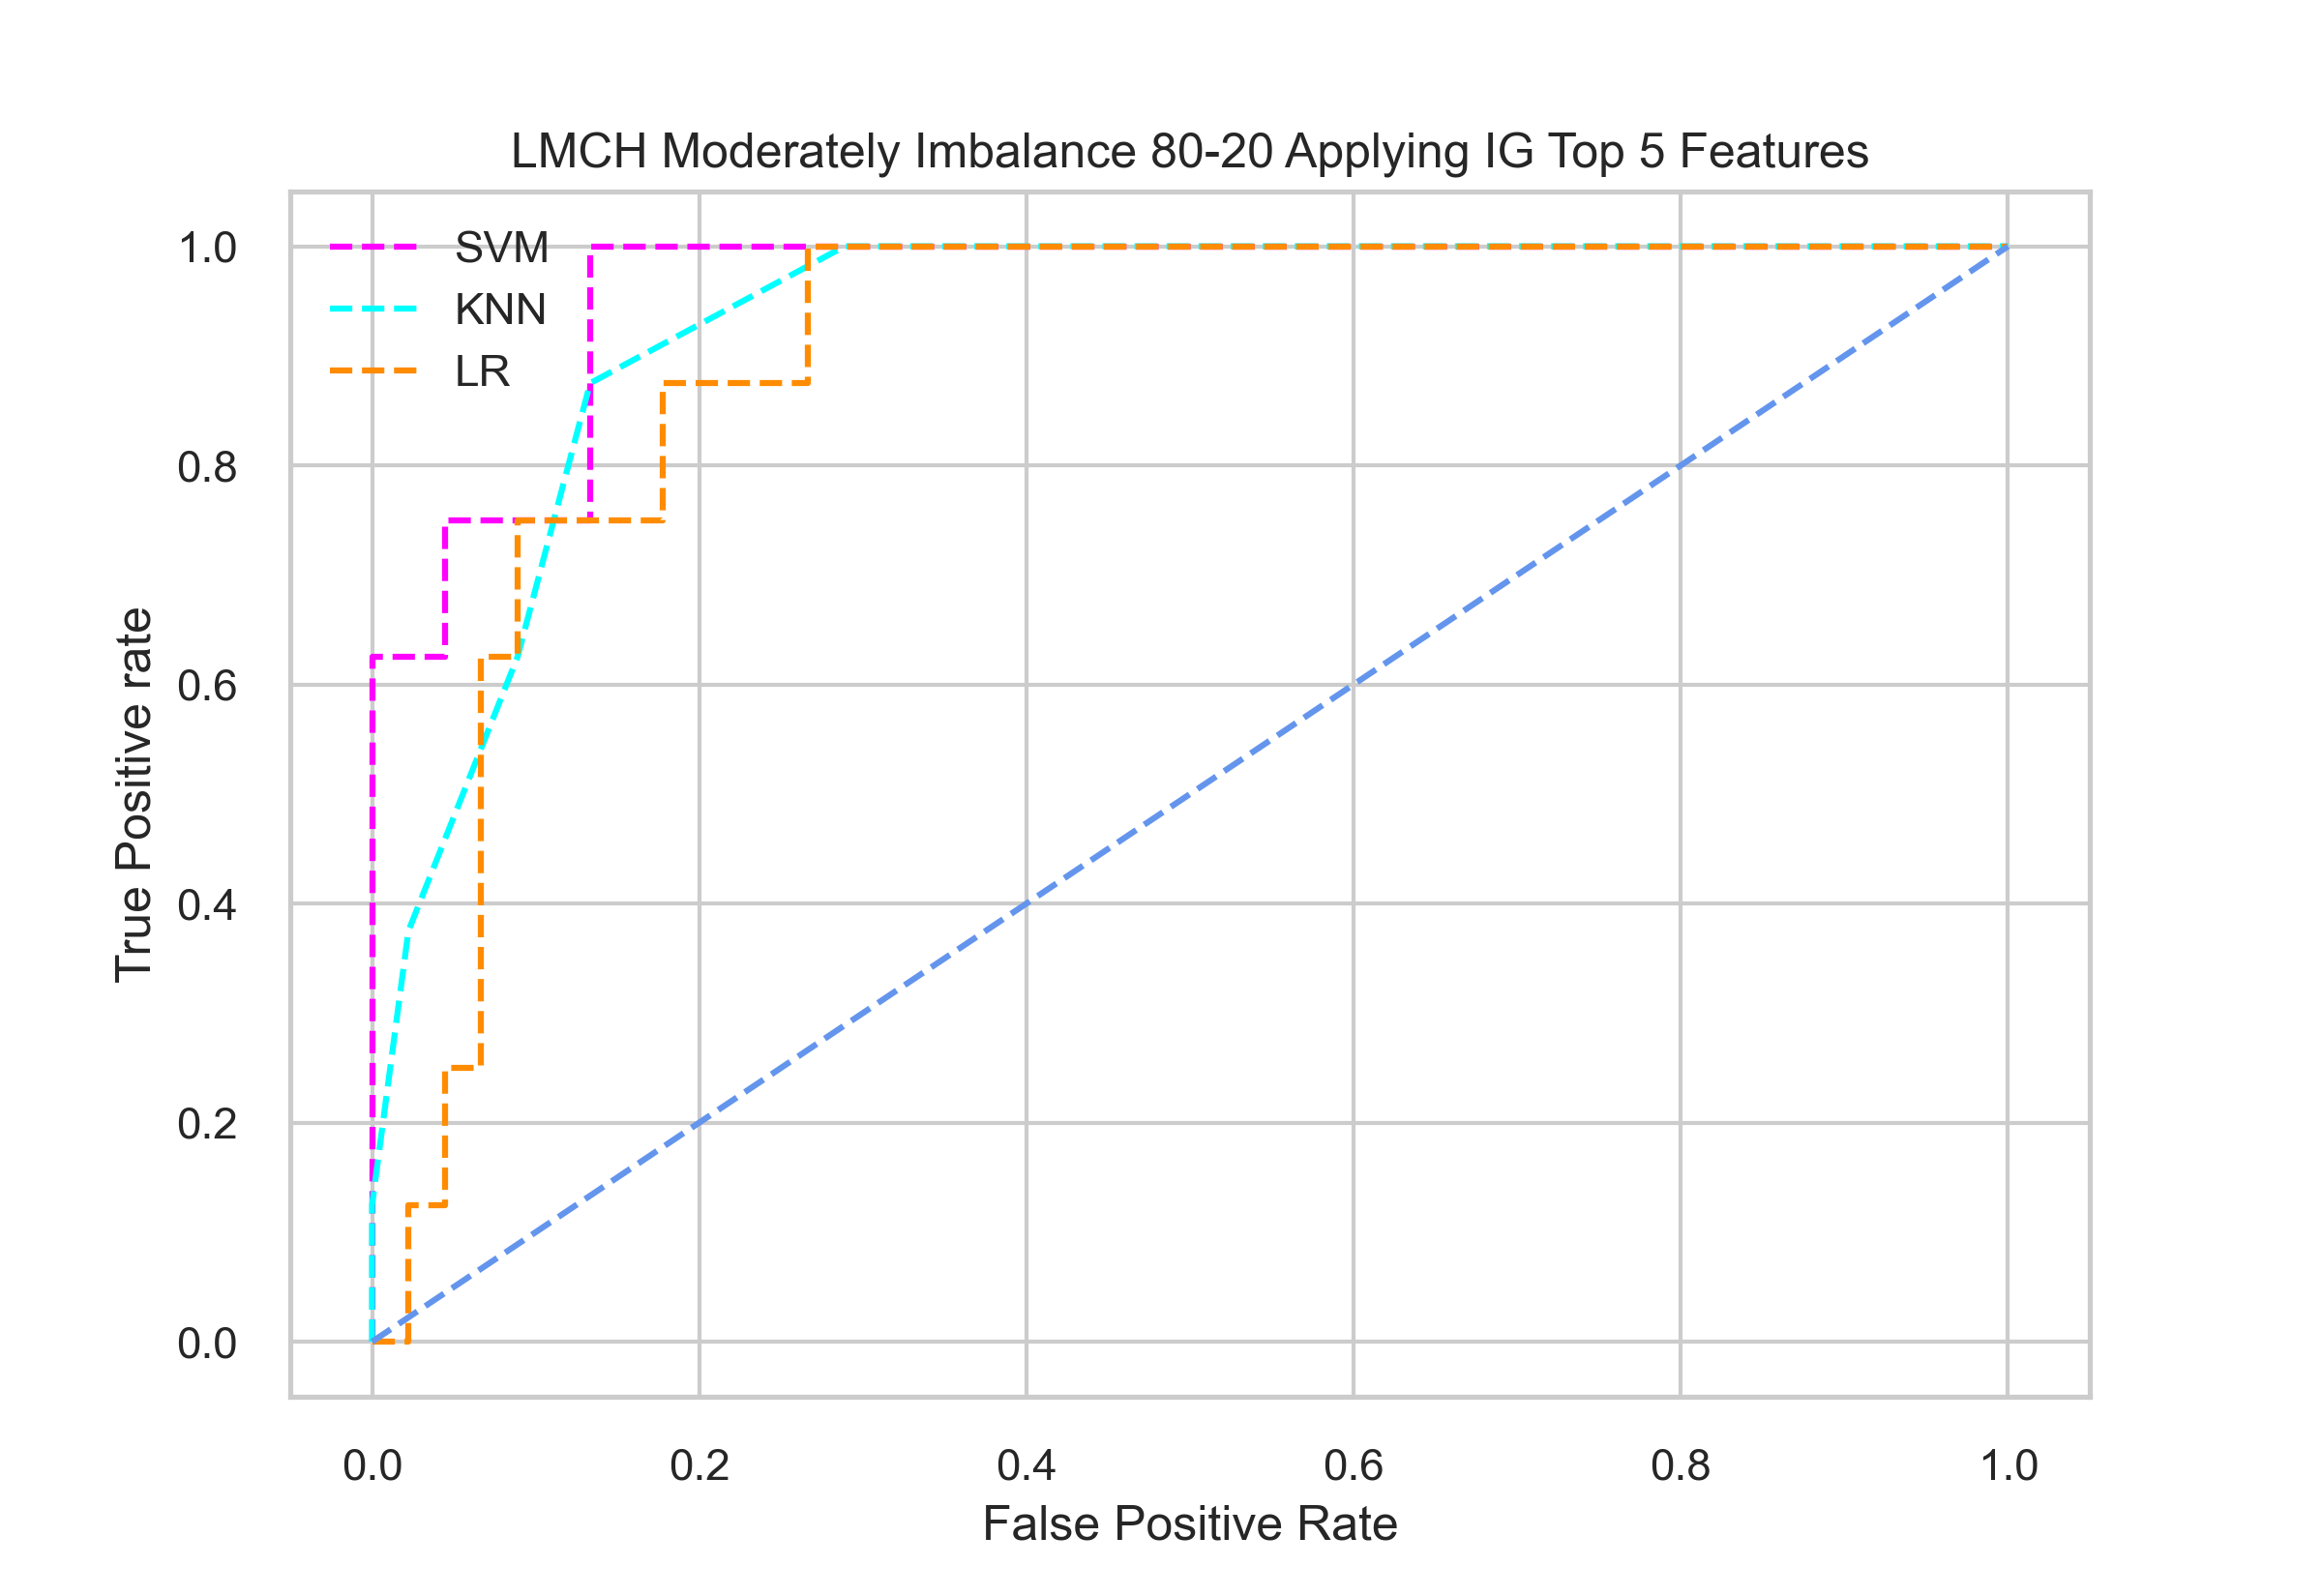 LMCH Moderately Imbalance 80-20 Applying IG Top 5 Features
SVM
KNN
LR
True Positive rate
1.0
0.8
0.6
0.4
0.2
0.0
0.0 0.2 0.4 0.6 0.8 1.0
False Positive Rate